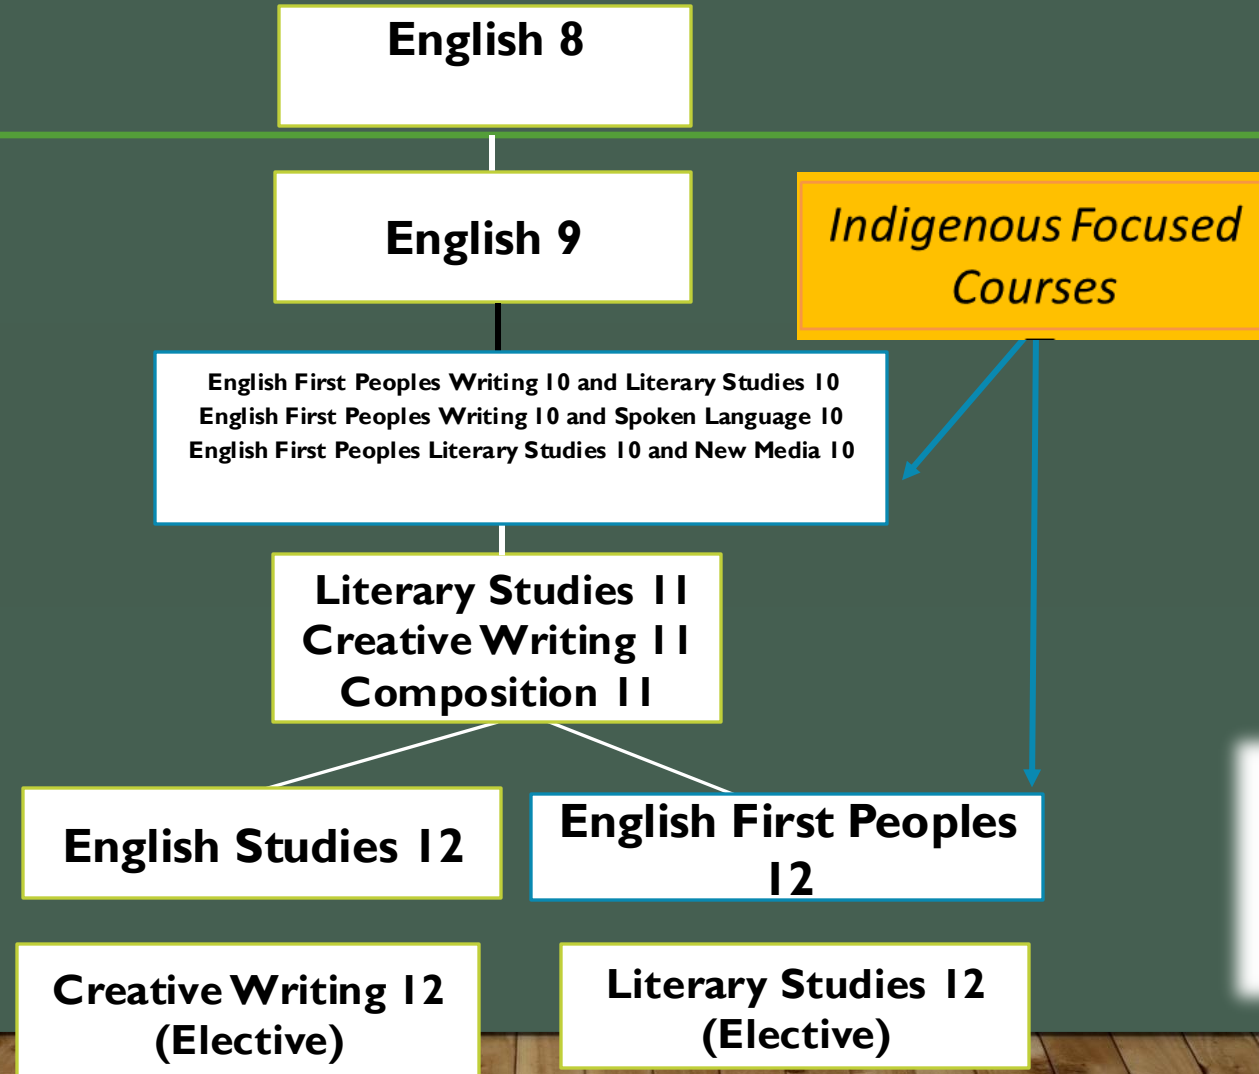 English 8
English 9
Indigenous Focused
Courses
English First Peoples Writing 10 and Literary Studies 10
English First Peoples Writing 10 and Spoken Language 10
English First Peoples Literary Studies 10 and New Media 10
Literary Studies 11
Creative Writing 11
Composition 11
English Studies 12
English First Peoples
12
Creative Writing 12
(Elective)
Literary Studies 12
(Elective)